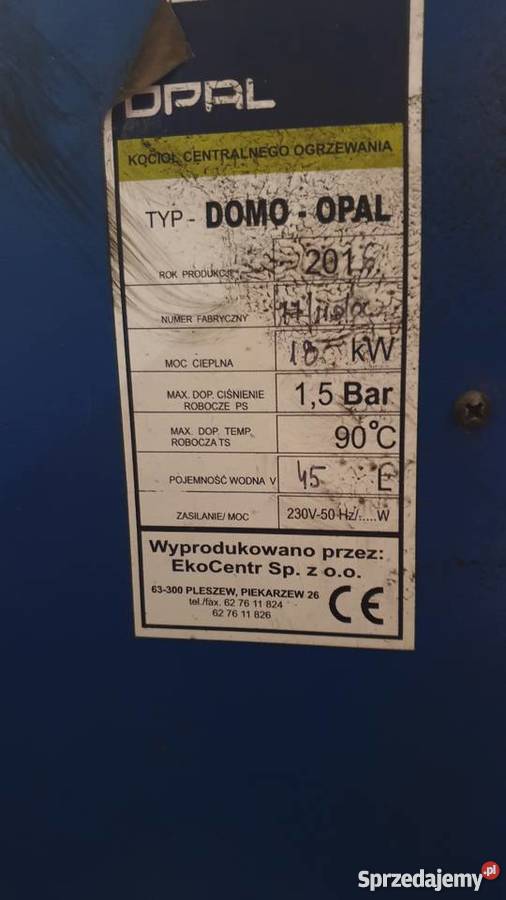 OPAL
KOCIOŁ CENTRALNEGO OGRZEWANIA
TYP - DOMO - OPAL
ROK PRODUKCJI 201
NUMER FABRYCZNY
MOC CIEPLNA 18 kW
MAX. DOP. CIŚNIENIE ROBOCZE PS 1,5 Bar
MAX. DOP. TEMP. ROBOCZA TS 90°C
POJEMNOŚĆ WODNA V 45 L
ZASILANIE/ MOC 230V-50 Hz/.....W
Wyprodukowano przez:
EkoCentr Sp. z o.o.
63-300 PLESZEW, PIEKARZEW 26
tel./fax. 62 76 11 824
62 76 11 826
CE
Sprzedajemy.pl